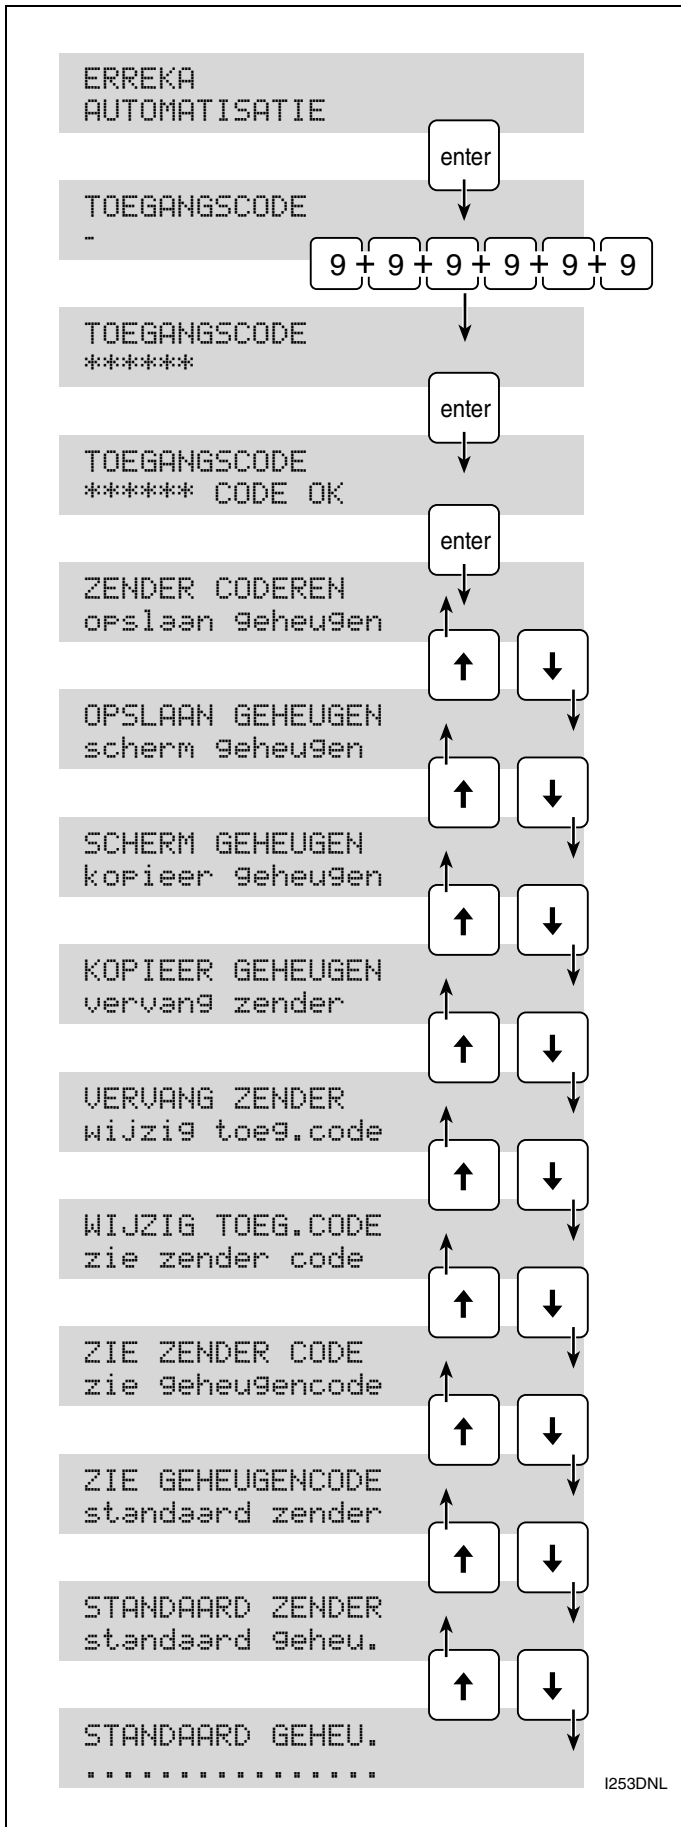 ERREKA
AUTOMATISATIE
enter
TOEGANGSCODE
_
9 + 9 + 9 + 9 + 9 + 9
TOEGANGSCODE
******
enter
TOEGANGSCODE
****** CODE OK
enter
ZENDER CODEREN
opslaan geheugen
↑ ↓
OPSLAAN GEHEUGEN
scherm geheugen
↑ ↓
SCHERM GEHEUGEN
kopieer geheugen
↑ ↓
KOPIEER GEHEUGEN
vervang zender
↑ ↓
VERVANG ZENDER
wijzig toeg.code
↑ ↓
WIJZIG TOEG.CODE
zie zender code
↑ ↓
ZIE ZENDER CODE
zie geheugencode
↑ ↓
ZIE GEHEUGENCODE
standaard zender
↑ ↓
STANDAARD ZENDER
standaard geheu.
↑ ↓
STANDAARD GEHEU.
................
I253DNL